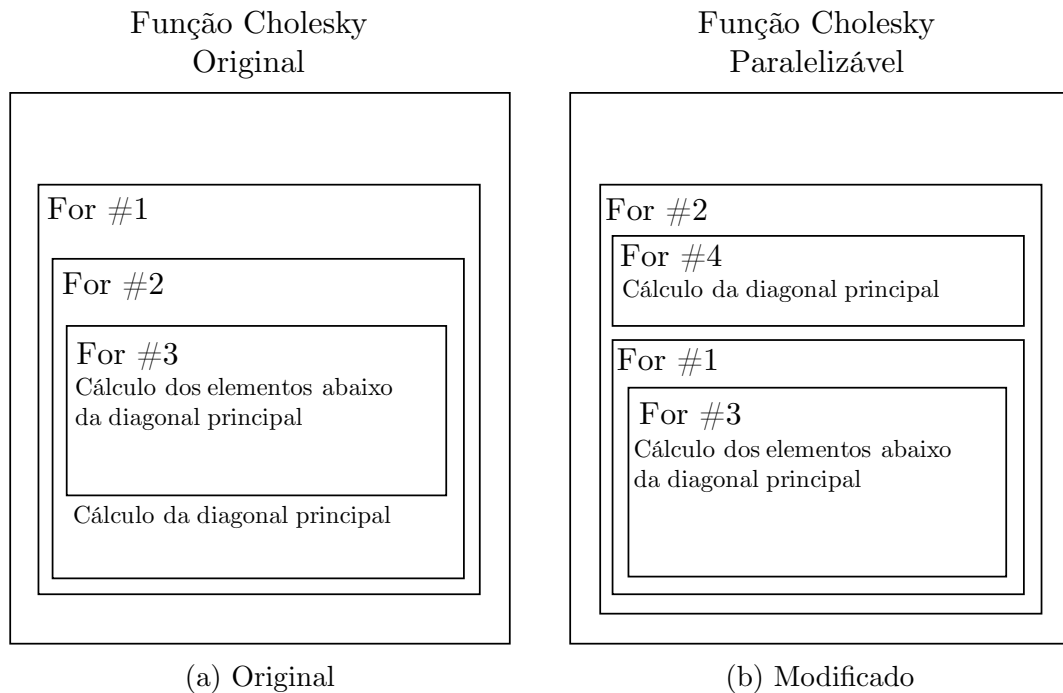 Função Cholesky
Original
For #1
For #2
For #3
Cálculo dos elementos abaixo
da diagonal principal
Cálculo da diagonal principal
(a) Original
Função Cholesky
Paralelizável
For #2
For #4
Cálculo da diagonal principal
For #1
For #3
Cálculo dos elementos abaixo
da diagonal principal
(b) Modificado